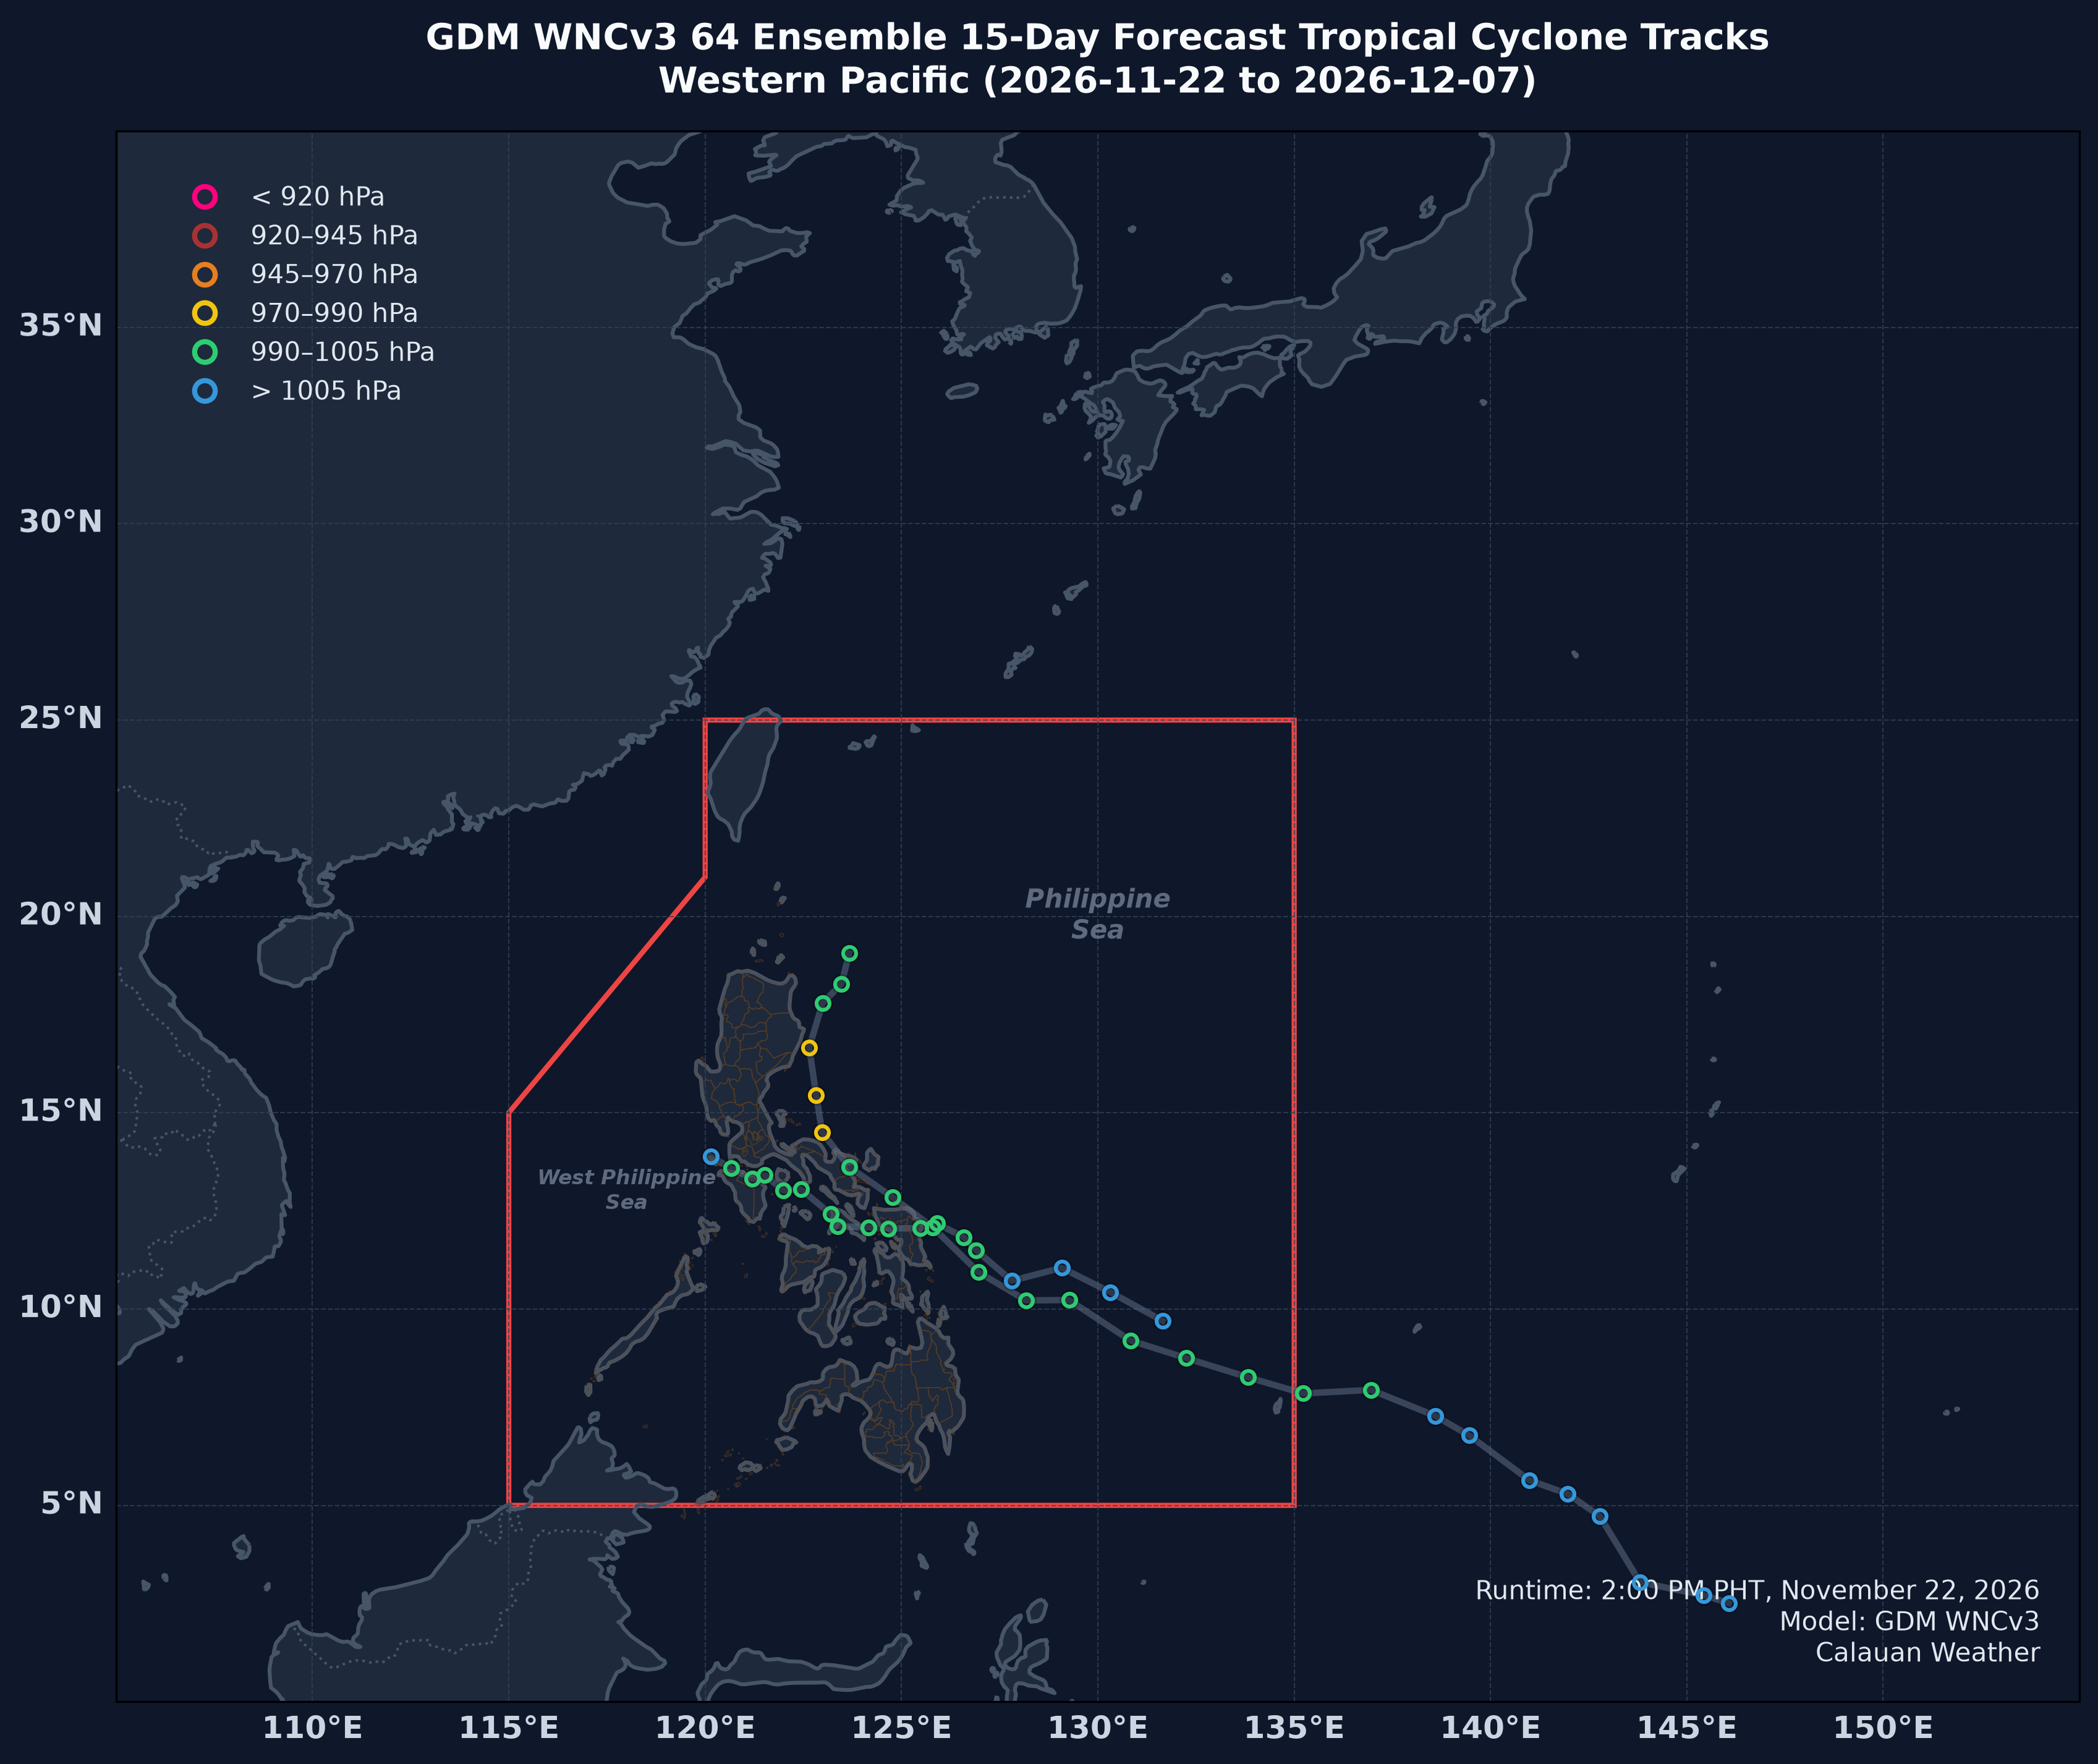 GDM WNCv3 64 Ensemble 15-Day Forecast Tropical Cyclone Tracks
Western Pacific (2026-11-22 to 2026-12-07)
< 920 hPa
920–945 hPa
945–970 hPa
970–990 hPa
990–1005 hPa
> 1005 hPa
35°N
30°N
25°N
20°N
15°N
10°N
5°N
Philippine
Sea
West Philippine
Sea
Runtime: 2:00 PM PHT, November 22, 2026
Model: GDM WNCv3
Calauan Weather
110°E
115°E
120°E
125°E
130°E
135°E
140°E
145°E
150°E